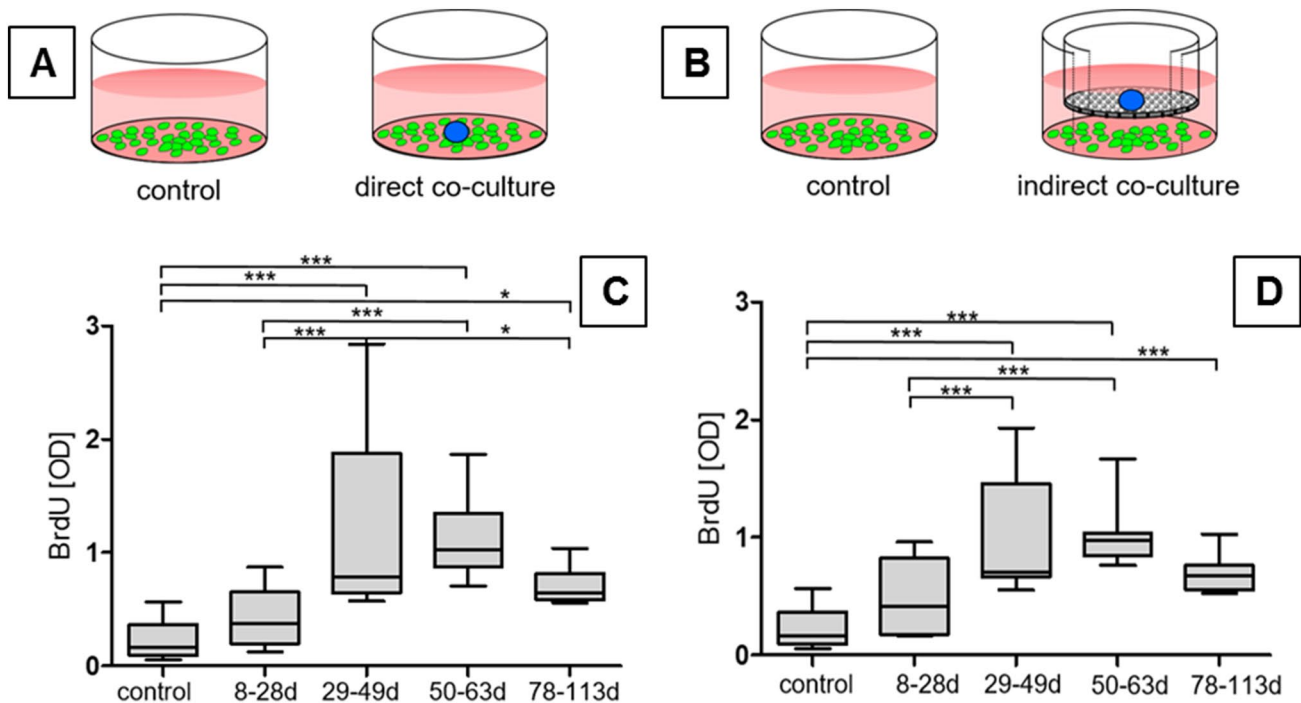 A
B
control
direct co-culture
control
indirect co-culture
C
***
***
*
***
***
*
3
2
1
0
BrdU [OD]
control
8-28d
29-49d
50-63d
78-113d
D
***
***
***
***
***
3
2
1
0
BrdU [OD]
control
8-28d
29-49d
50-63d
78-113d